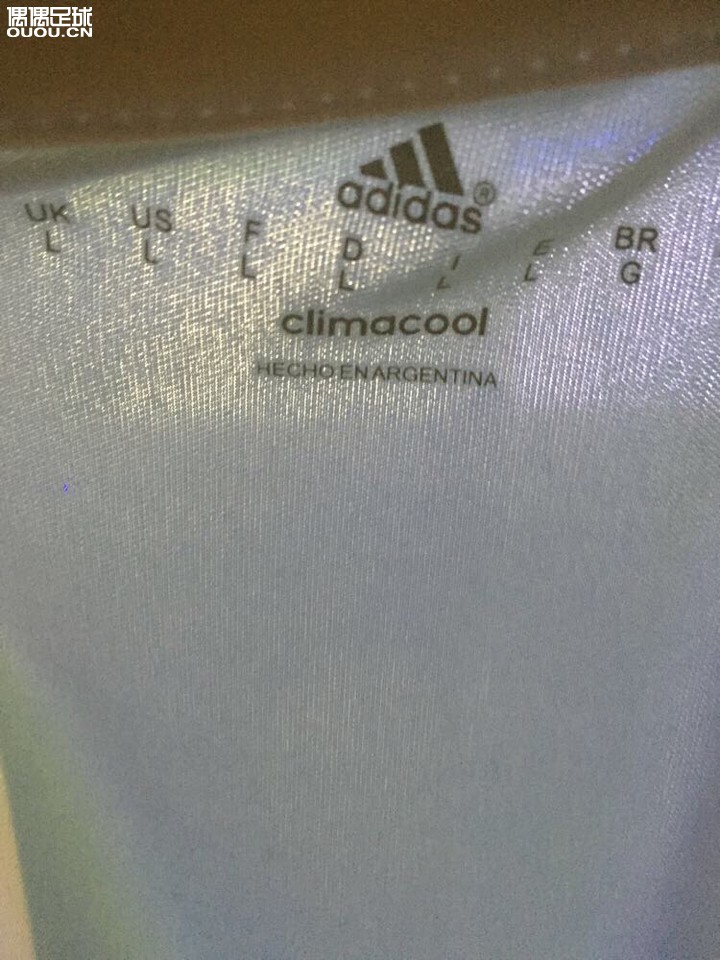 偶偶足球
OUOU.CN
adidas®
UK US F D I E BR
L L L L L L G
climacool
HECHO EN ARGENTINA